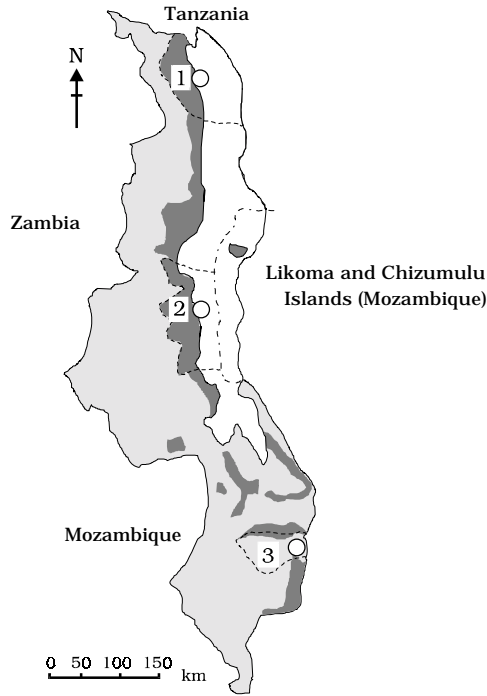 Tanzania
N
1
Zambia
Likoma and Chizumulu
Islands (Mozambique)
2
Mozambique
3
0 50 100 150
km